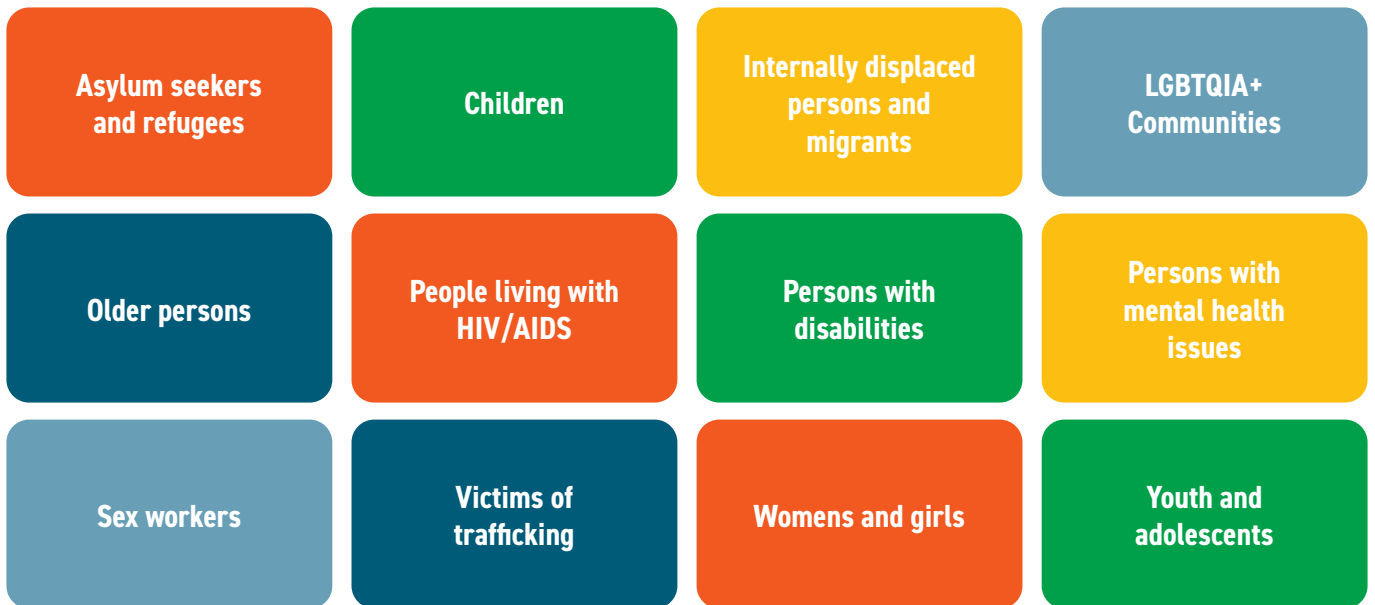 Asylum seekers
and refugees
Children
Internally displaced
persons and
migrants
LGBTQIA+
Communities
Older persons
People living with
HIV/AIDS
Persons with
disabilities
Persons with
mental health
issues
Sex workers
Victims of
trafficking
Womens and girls
Youth and
adolescents